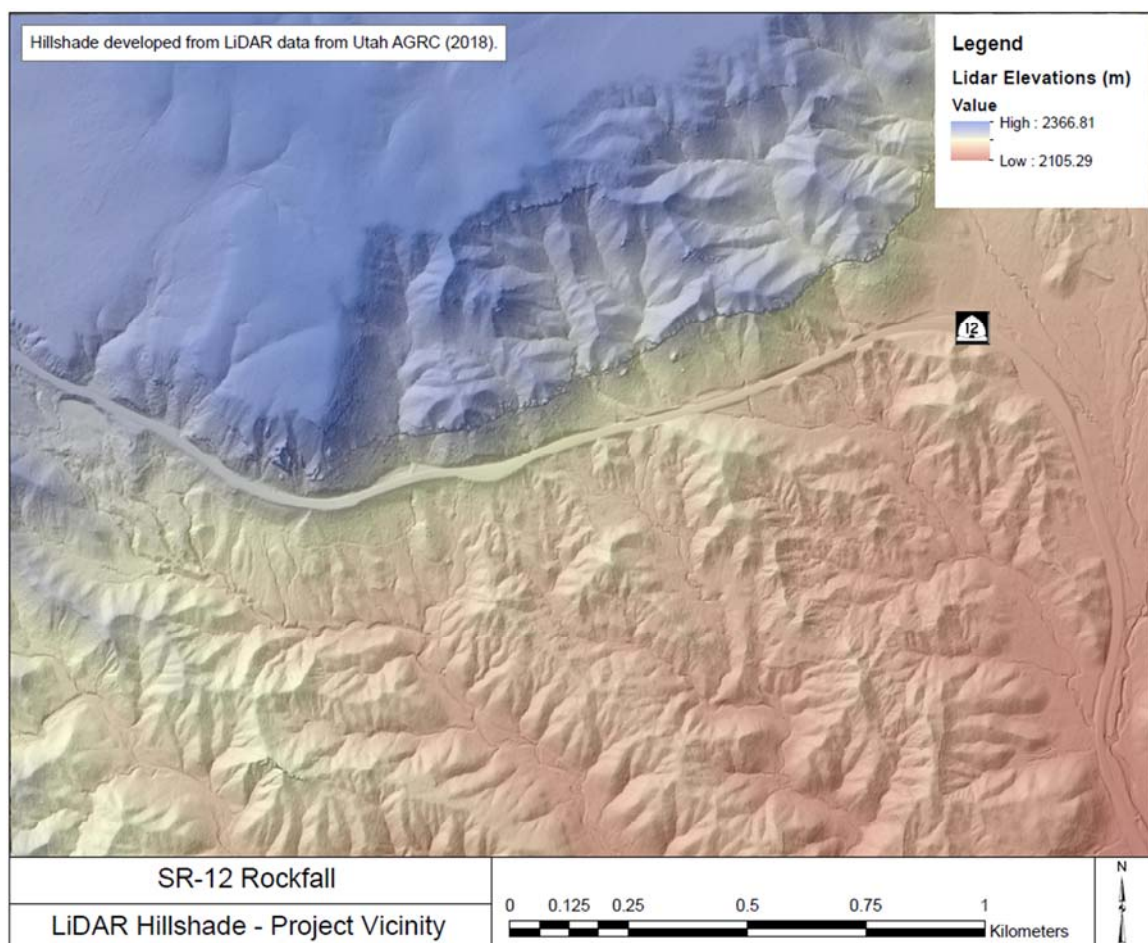 Hillshade developed from LiDAR data from Utah AGRC (2018).
Legend
Lidar Elevations (m)
Value
High : 2366.81
Low : 2105.29
12
SR-12 Rockfall
LiDAR Hillshade - Project Vicinity
0 0.125 0.25 0.5 0.75 1
Kilometers
N